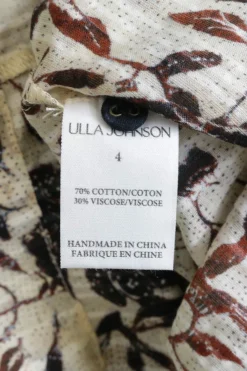 ULLA JOHNSON
4
70% COTTON/COTON
30% VISCOSE/VISCOSE
HANDMADE IN CHINA
FABRIQUE EN CHINE